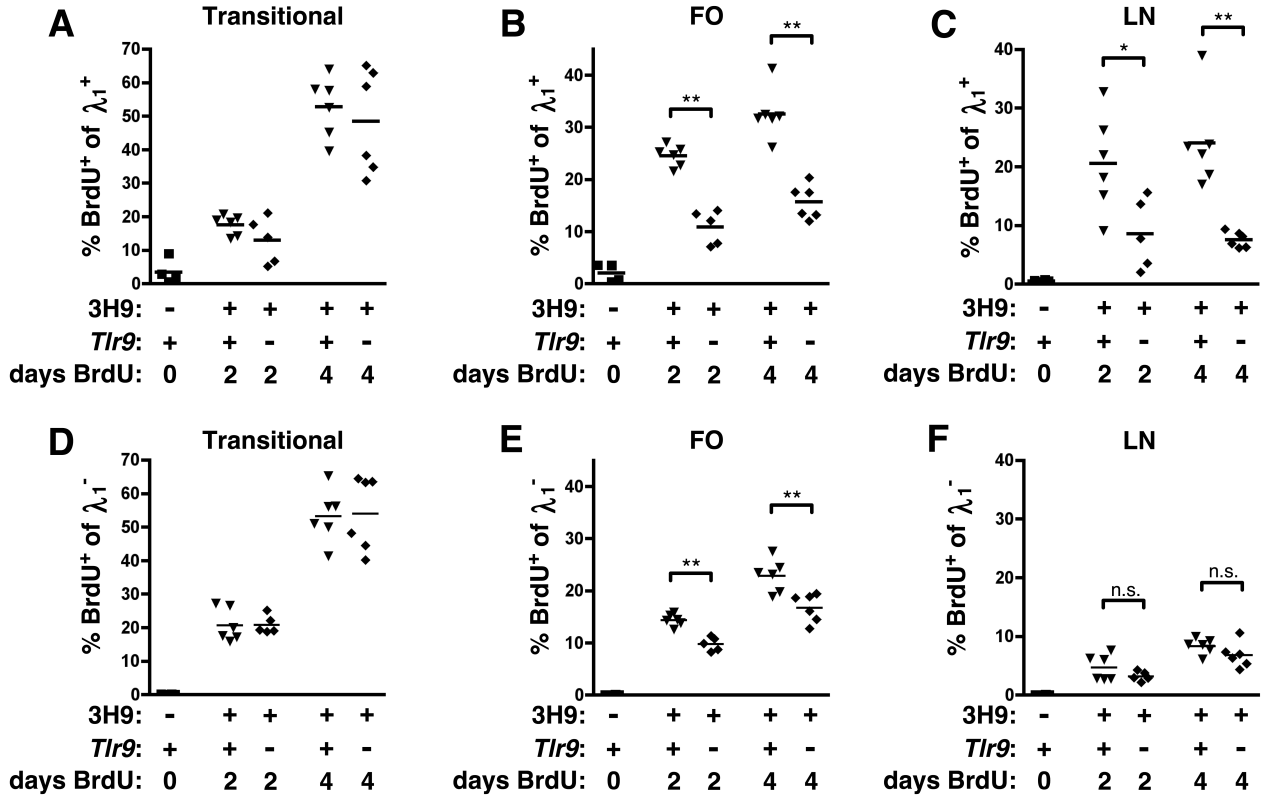 A Transitional
% BrdU+ of λ1+
70
60
50
40
30
20
10
0
3H9: - + + + +
Tlr9: + + - + -
days BrdU: 0 2 2 4 4
B FO
% BrdU+ of λ1+
** **
40
30
20
10
0
3H9: - + + + +
Tlr9: + + - + -
days BrdU: 0 2 2 4 4
C LN
% BrdU+ of λ1+
* **
40
30
20
10
0
3H9: - + + + +
Tlr9: + + - + -
days BrdU: 0 2 2 4 4
D Transitional
% BrdU+ of λ1-
70
60
50
40
30
20
10
0
3H9: - + + + +
Tlr9: + + - + -
days BrdU: 0 2 2 4 4
E FO
% BrdU+ of λ1-
** **
40
30
20
10
0
3H9: - + + + +
Tlr9: + + - + -
days BrdU: 0 2 2 4 4
F LN
% BrdU+ of λ1-
n.s. n.s.
40
30
20
10
0
3H9: - + + + +
Tlr9: + + - + -
days BrdU: 0 2 2 4 4